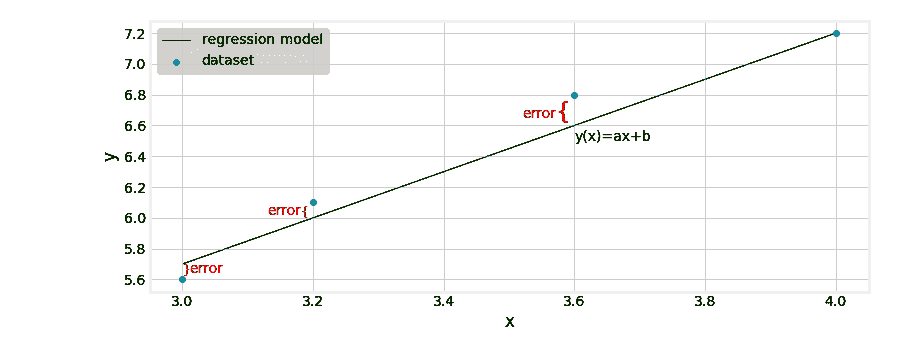 regression model
dataset
7.2
7.0
6.8
6.6
6.4
6.2
6.0
5.8
5.6
y
error{
y(x)=ax+b
error{
}error
3.0
3.2
3.4
3.6
3.8
4.0
x